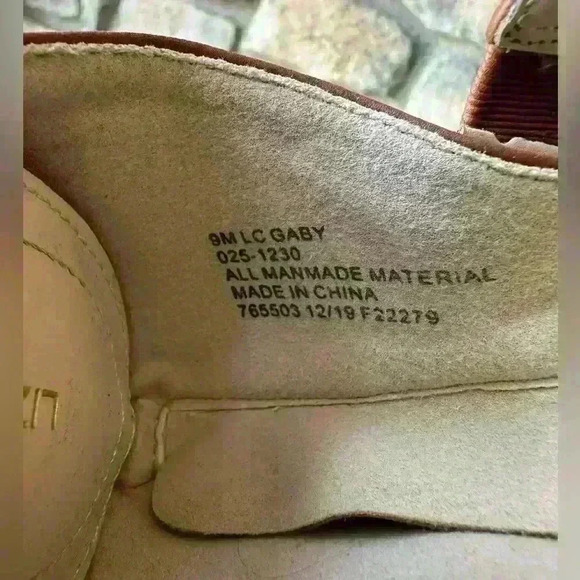 9M LC GABY
025-1230
ALL MANMADE MATERIAL
MADE IN CHINA
765503 12/19 F22279